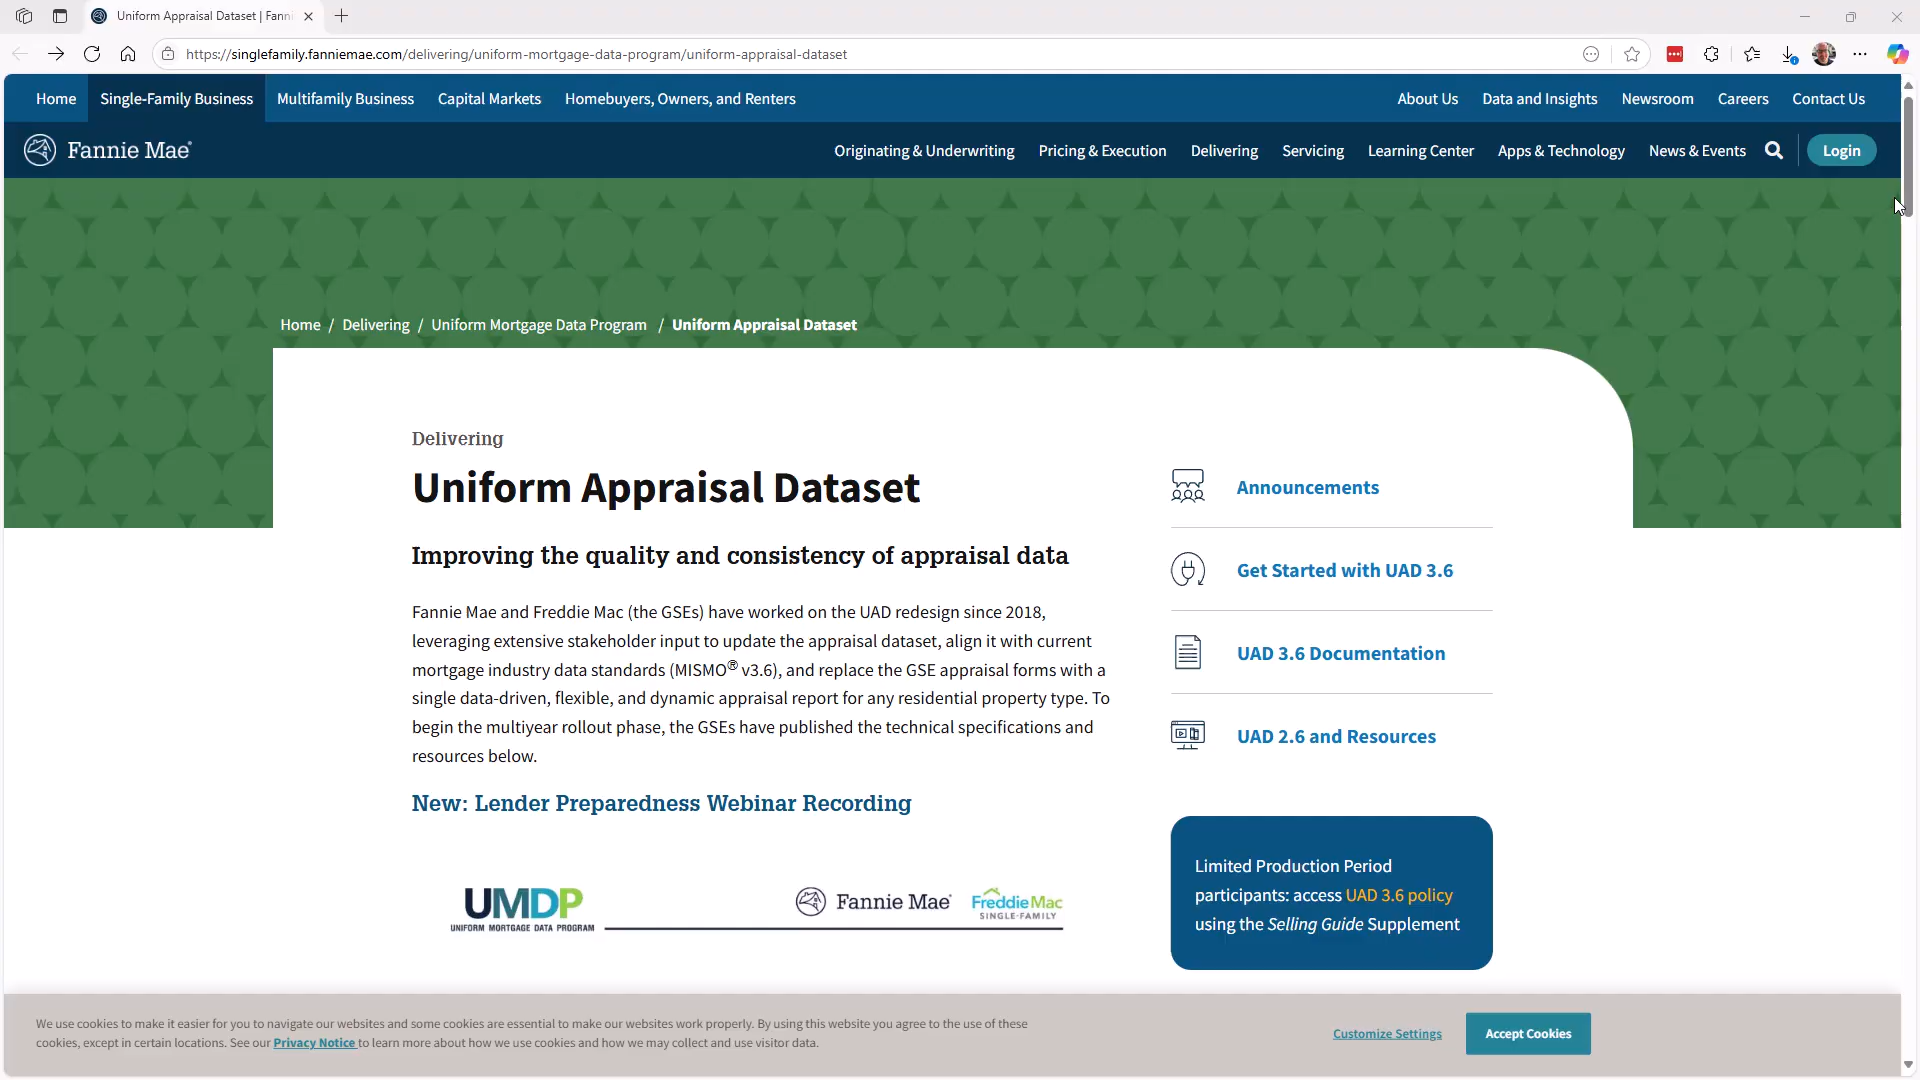 Uniform Appraisal Dataset | Fanni
https://singlefamily.fanniemae.com/delivering/uniform-mortgage-data-program/uniform-appraisal-dataset
Home Single-Family Business Multifamily Business Capital Markets Homebuyers, Owners, and Renters About Us Data and Insights Newsroom Careers Contact Us
Fannie Mae® Originating & Underwriting Pricing & Execution Delivering Servicing Learning Center Apps & Technology News & Events Login
Home / Delivering / Uniform Mortgage Data Program / Uniform Appraisal Dataset
Delivering
Uniform Appraisal Dataset
Improving the quality and consistency of appraisal data
Fannie Mae and Freddie Mac (the GSEs) have worked on the UAD redesign since 2018,
leveraging extensive stakeholder input to update the appraisal dataset, align it with current
mortgage industry data standards (MISMO® v3.6), and replace the GSE appraisal forms with a
single data-driven, flexible, and dynamic appraisal report for any residential property type. To
begin the multiyear rollout phase, the GSEs have published the technical specifications and
resources below.
New: Lender Preparedness Webinar Recording
UMDP
UNIFORM MORTGAGE DATA PROGRAM
Fannie Mae
Freddie Mac
SINGLE-FAMILY
Announcements
Get Started with UAD 3.6
UAD 3.6 Documentation
UAD 2.6 and Resources
Limited Production Period
participants: access UAD 3.6 policy
using the Selling Guide Supplement
We use cookies to make it easier for you to navigate our websites and some cookies are essential to make our websites work properly. By using this website you agree to the use of these
cookies, except in certain locations. See our Privacy Notice to learn more about how we use cookies and how we may collect and use visitor data.
Customize Settings
Accept Cookies